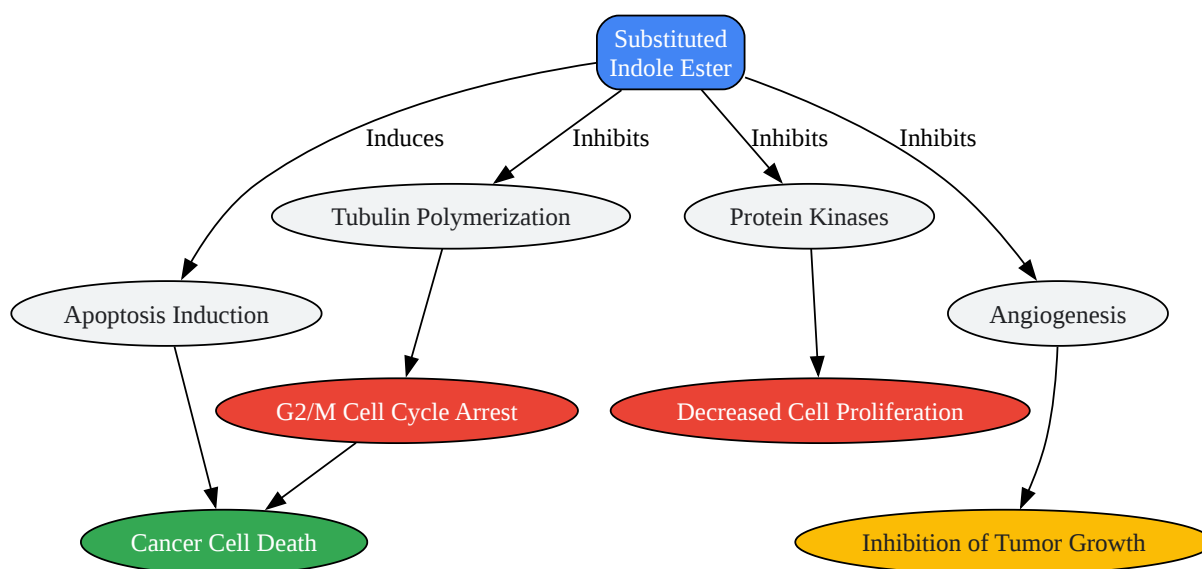 Substituted
Indole Ester
Induces
Inhibits
Inhibits
Inhibits
Tubulin Polymerization
Protein Kinases
Apoptosis Induction
Angiogenesis
G2/M Cell Cycle Arrest
Decreased Cell Proliferation
Cancer Cell Death
Inhibition of Tumor Growth